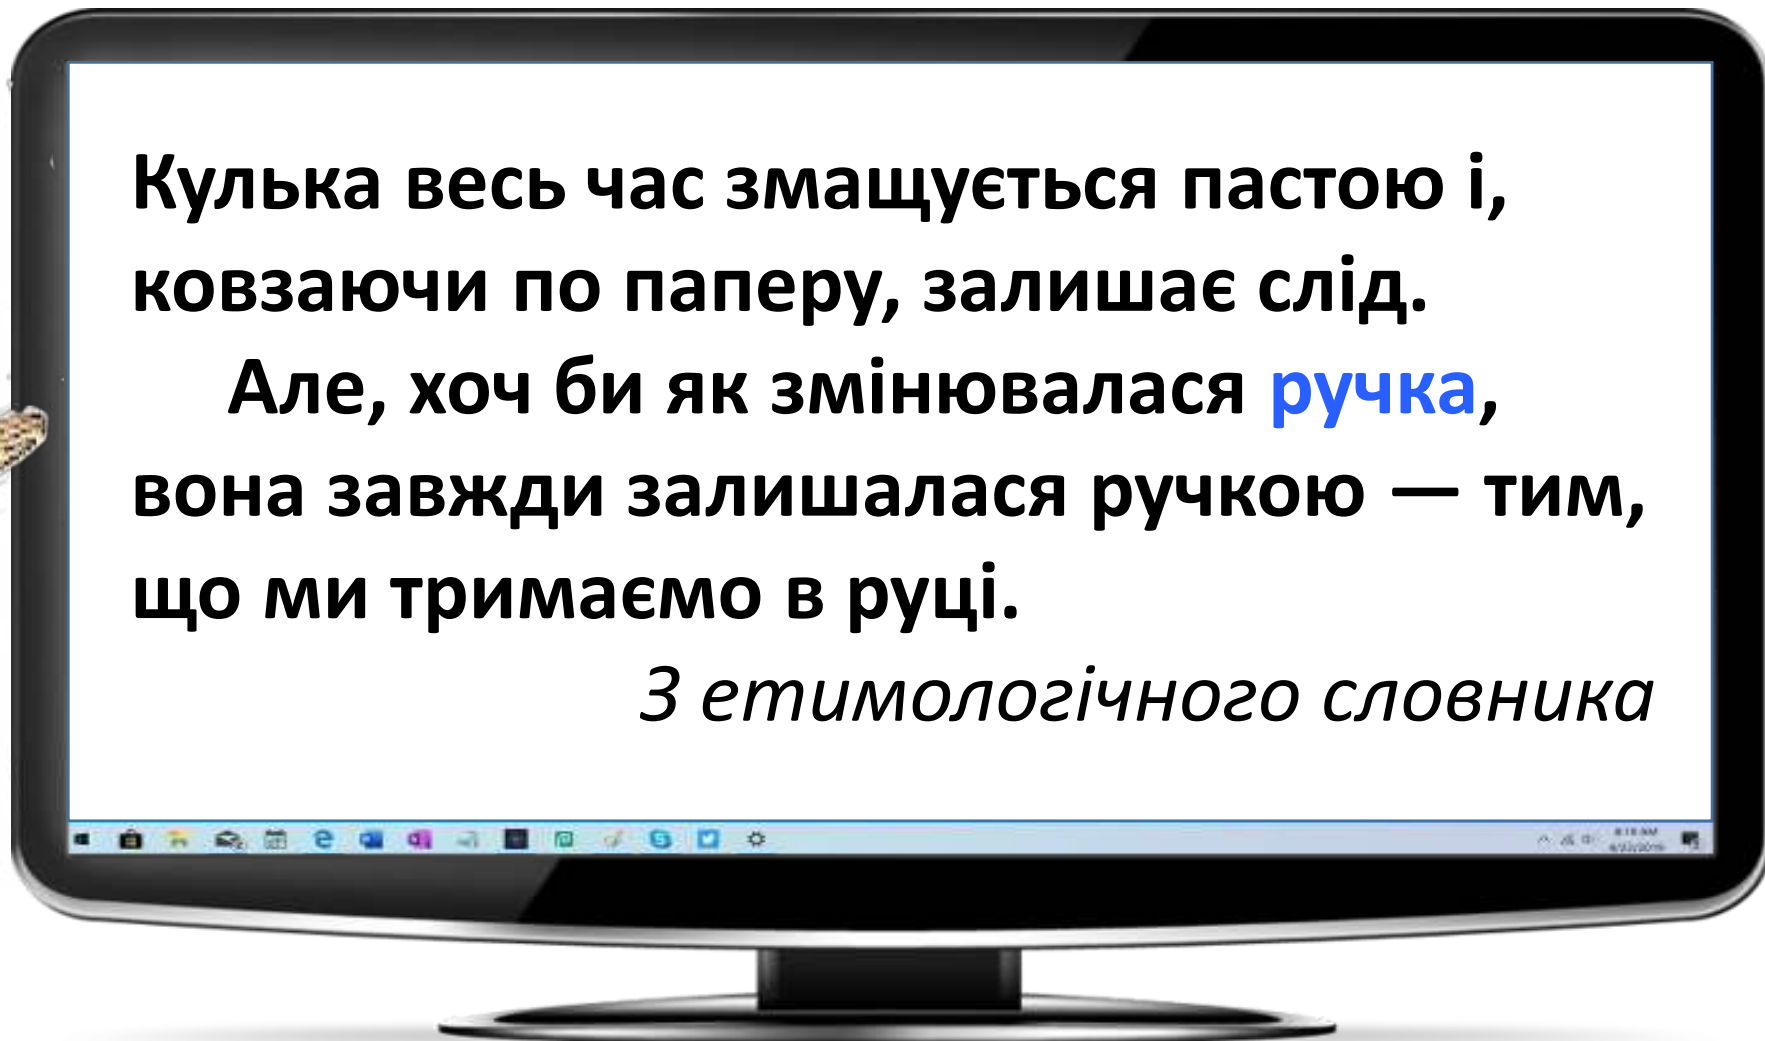 Кулька весь час змащується пастою і,
ковзаючи по паперу, залишає слід.
Але, хоч би як змінювалася ручка,
вона завжди залишалася ручкою — тим,
що ми тримаємо в руці.
З етимологічного словника